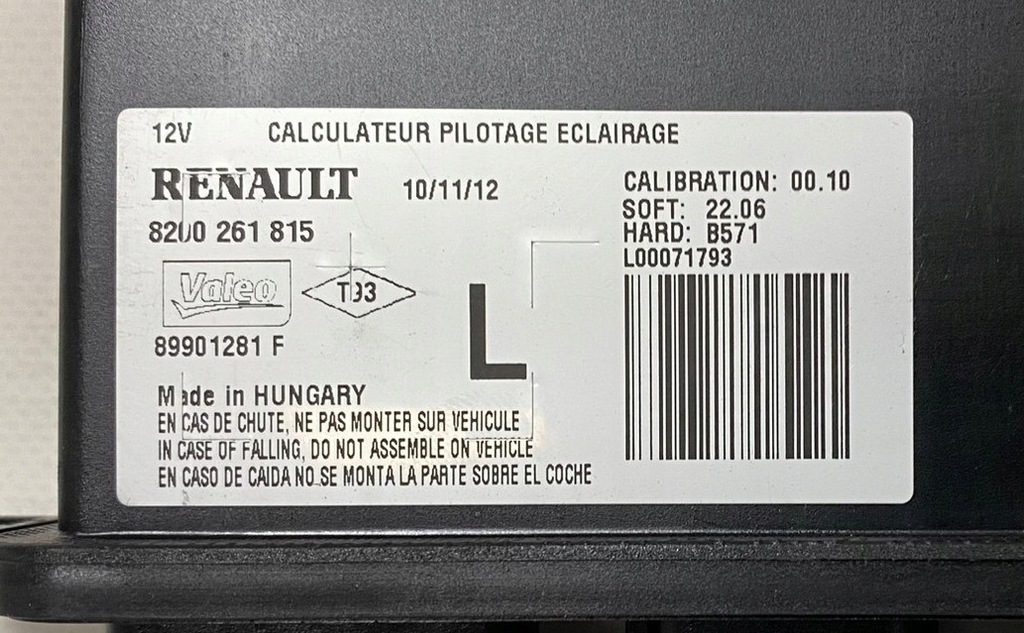 12V CALCULATEUR PILOTAGE ECLAIRAGE
RENAULT 10/11/12
8200 261 815
Valeo T93
89901281 F
L
CALIBRATION: 00.10
SOFT: 22.06
HARD: B571
L00071793
Made in HUNGARY
EN CAS DE CHUTE, NE PAS MONTER SUR VEHICULE
IN CASE OF FALLING, DO NOT ASSEMBLE ON VEHICLE
EN CASO DE CAIDA NO SE MONTA LA PARTE SOBRE EL COCHE